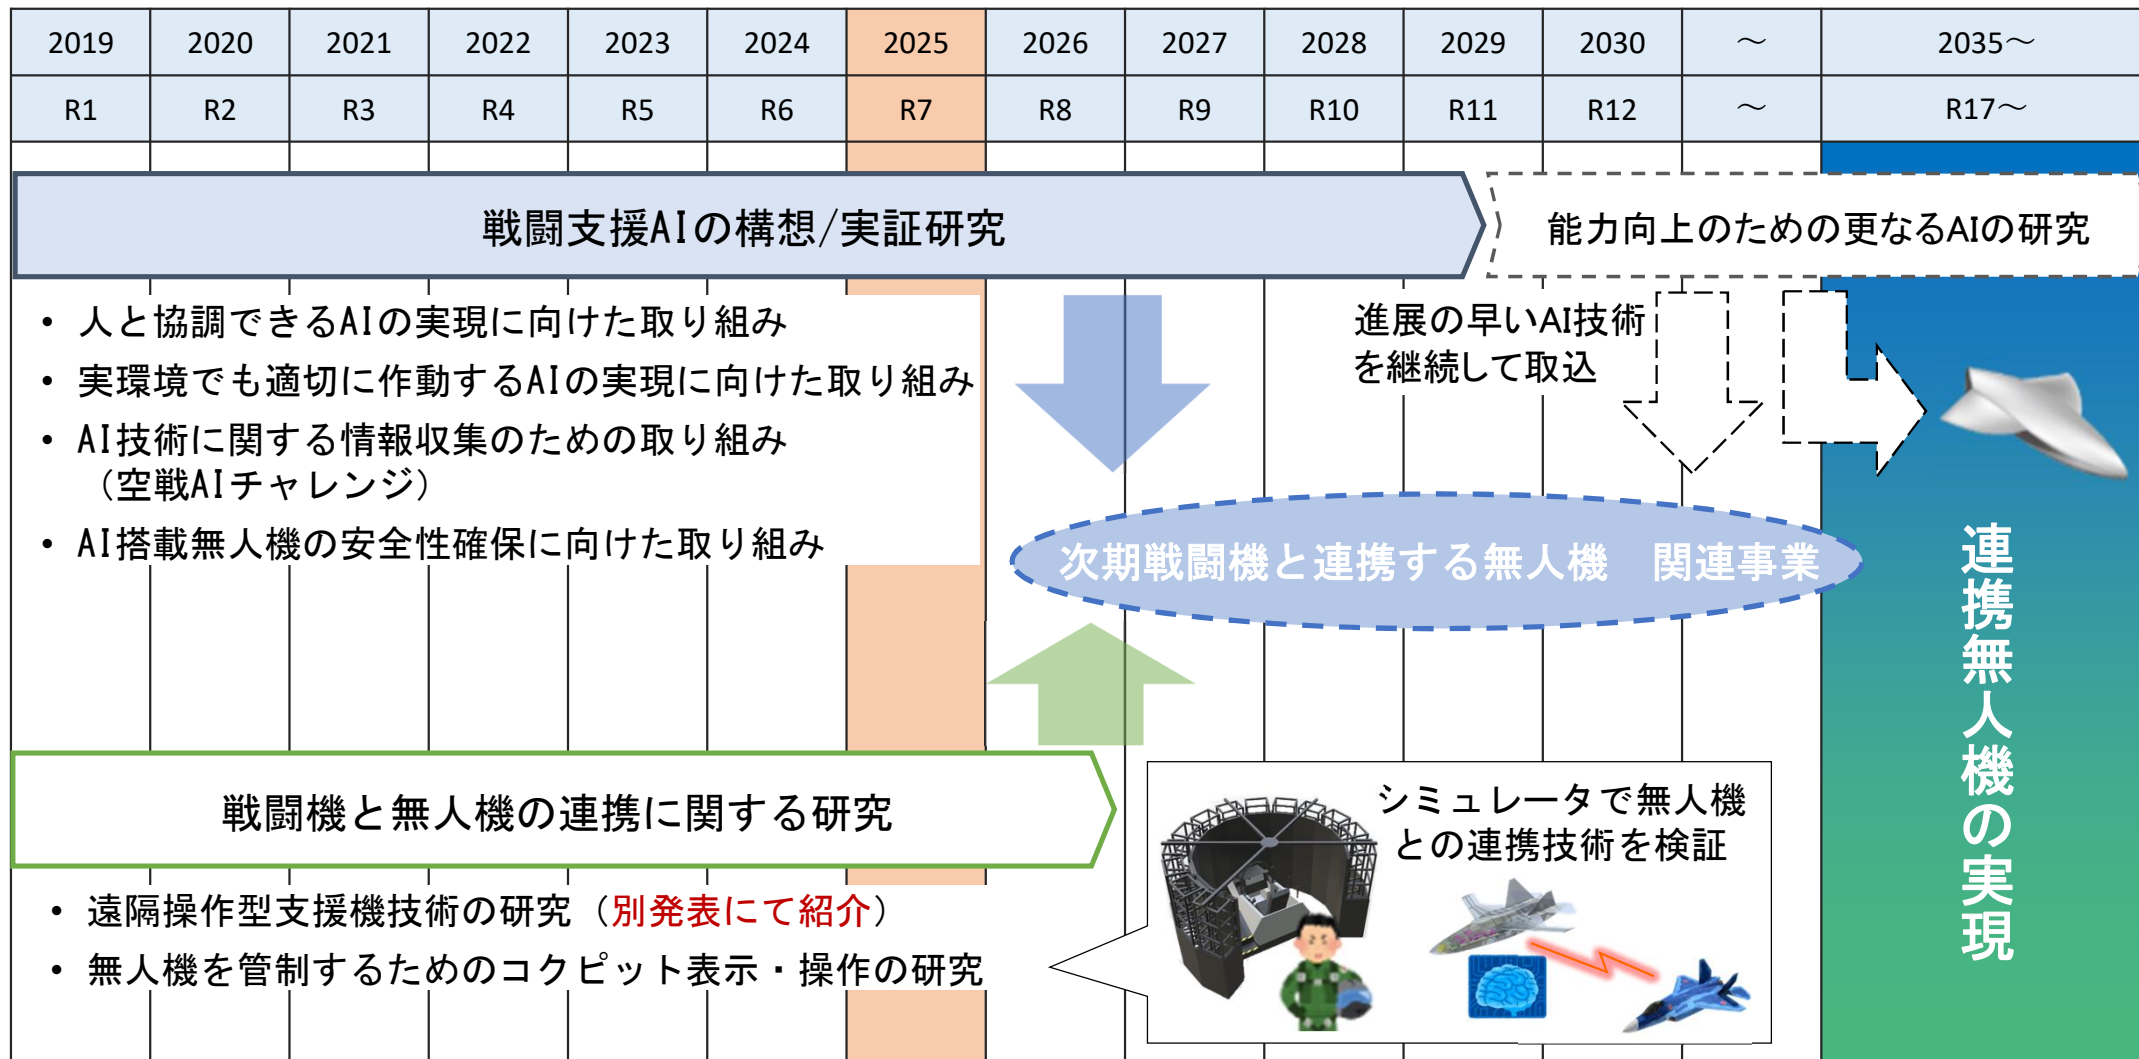 2019 2020 2021 2022 2023 2024 2025 2026 2027 2028 2029 2030 ～ 2035～
R1 R2 R3 R4 R5 R6 R7 R8 R9 R10 R11 R12 ～ R17～
戦闘支援AIの構想/実証研究
能力向上のための更なるAIの研究
• 人と協調できるAIの実現に向けた取り組み
• 実環境でも適切に作動するAIの実現に向けた取り組み
• AI技術に関する情報収集のための取り組み
（空戦AIチャレンジ）
• AI搭載無人機の安全性確保に向けた取り組み
進展の早いAI技術
を継続して取込
次期戦闘機と連携する無人機　関連事業
連携無人機の実現
戦闘機と無人機の連携に関する研究
• 遠隔操作型支援機技術の研究（別発表にて紹介）
• 無人機を管制するためのコクピット表示・操作の研究
シミュレータで無人機
との連携技術を検証